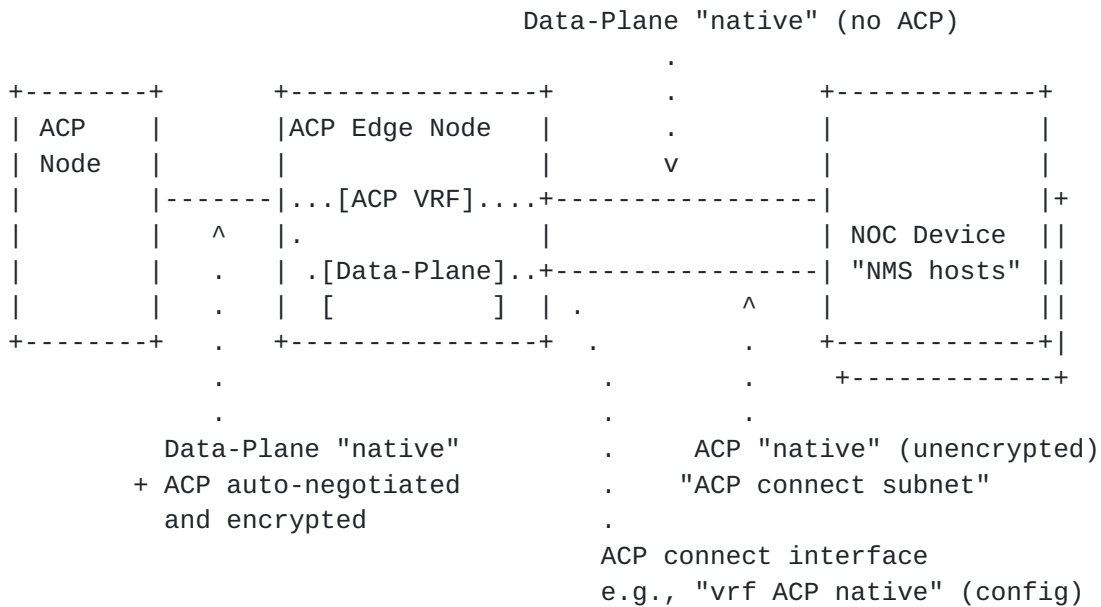 Data-Plane "native" (no ACP)
                                          .
+--------+       +----------------+       .         +-------------+
| ACP    |       |ACP Edge Node   |       .         |             |
| Node   |       |                |       v         |             |
|        |-------|...[ACP VRF]....+-----------------|             |+
|        |   ^   |.               |                 | NOC Device  ||
|        |   .   | .[Data-Plane]..+-----------------| "NMS hosts" ||
|        |   .   |  [          ]  | .          ^    |             ||
+--------+   .   +----------------+  .         .    +-------------+|
             .                        .        .     +-------------+
             .                        .        .
          Data-Plane "native"         .     ACP "native" (unencrypted)
        + ACP auto-negotiated         .    "ACP connect subnet"
          and encrypted               .
                                      ACP connect interface
                                      e.g., "vrf ACP native" (config)